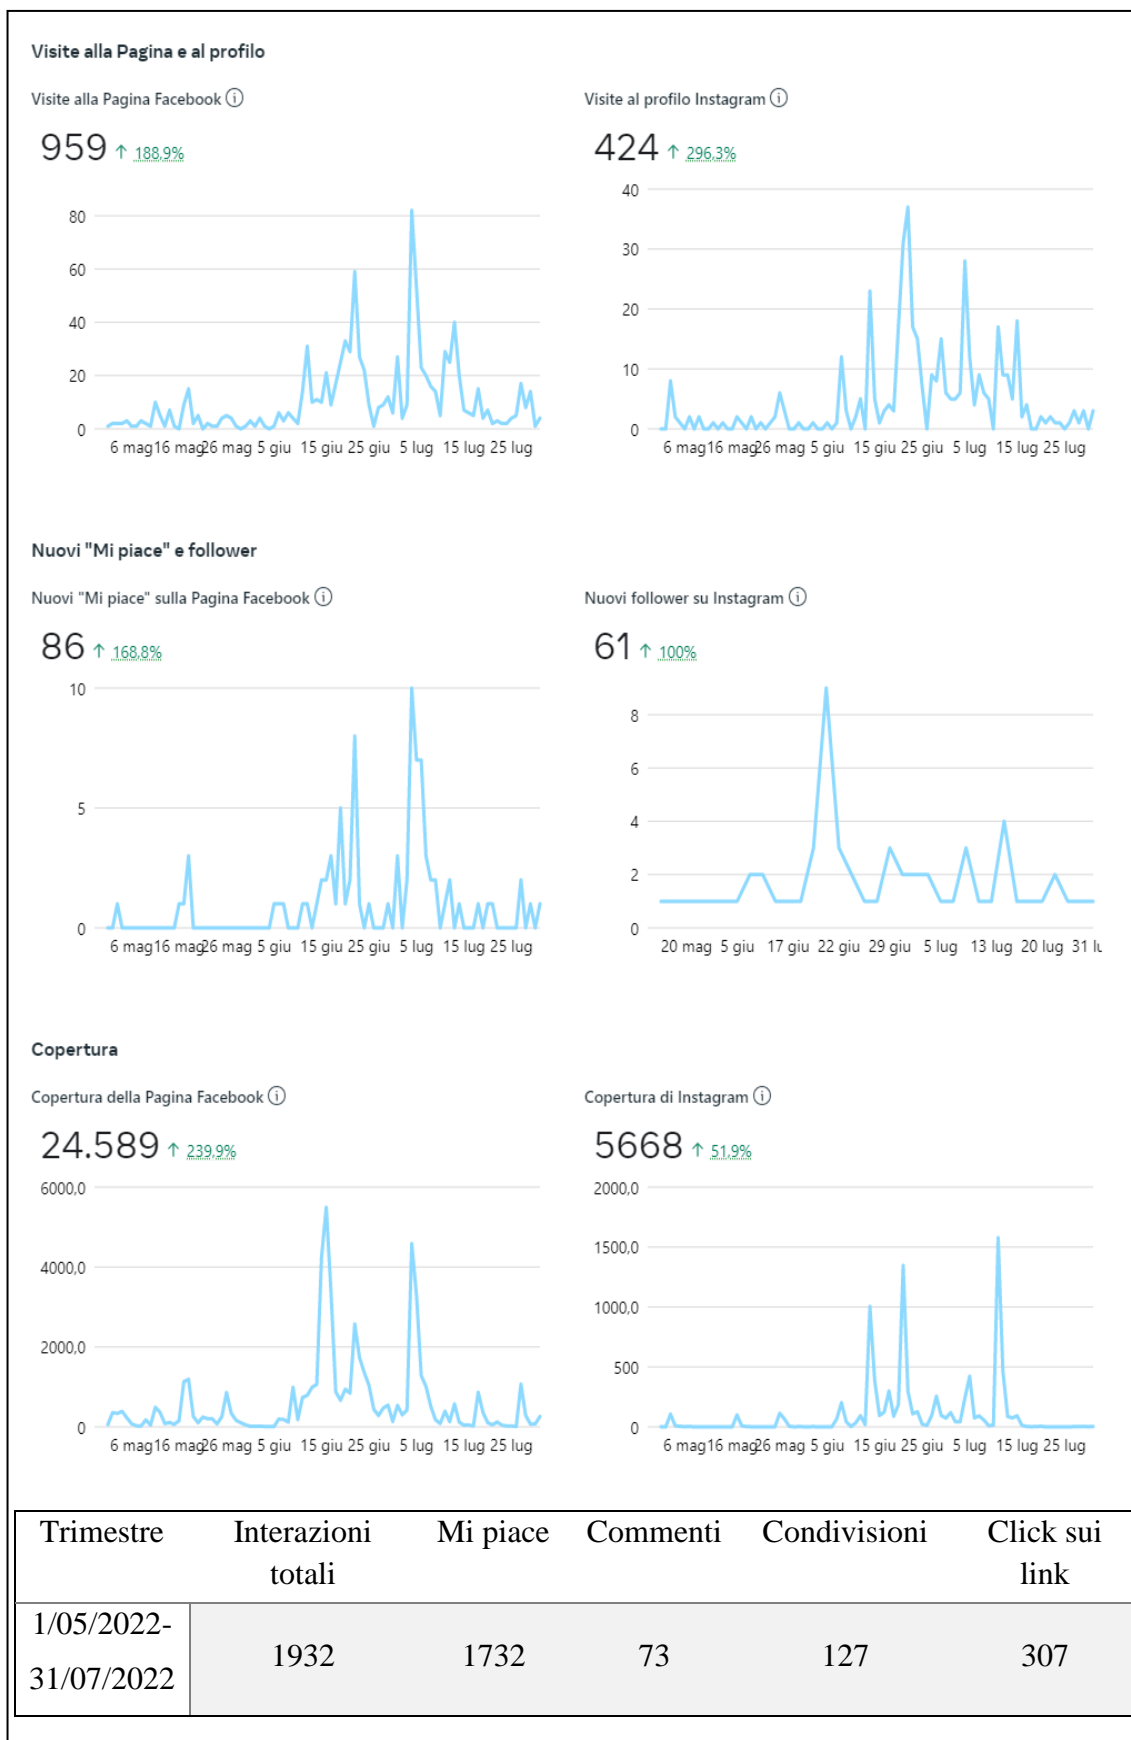 Visite alla Pagina e al profilo
Visite alla Pagina Facebook
959 ↑ 188,9%
80
60
40
20
0
6 mag 16 mag 26 mag 5 giu 15 giu 25 giu 5 lug 15 lug 25 lug
Visite al profilo Instagram
424 ↑ 296,3%
40
30
20
10
0
6 mag 16 mag 26 mag 5 giu 15 giu 25 giu 5 lug 15 lug 25 lug
Nuovi "Mi piace" e follower
Nuovi "Mi piace" sulla Pagina Facebook
86 ↑ 168,8%
10
5
0
6 mag 16 mag 26 mag 5 giu 15 giu 25 giu 5 lug 15 lug 25 lug
Nuovi follower su Instagram
61 ↑ 100%
8
6
4
2
0
20 mag 5 giu 17 giu 22 giu 29 giu 5 lug 13 lug 20 lug 31 lu
Copertura
Copertura della Pagina Facebook
24.589 ↑ 239,9%
6000,0
4000,0
2000,0
0
6 mag 16 mag 26 mag 5 giu 15 giu 25 giu 5 lug 15 lug 25 lug
Copertura di Instagram
5668 ↑ 51,9%
2000,0
1500,0
1000,0
500
0
6 mag 16 mag 26 mag 5 giu 15 giu 25 giu 5 lug 15 lug 25 lug
Trimestre Interazioni totali Mi piace Commenti Condivisioni Click sui link
1/05/2022-
31/07/2022 1932 1732 73 127 307